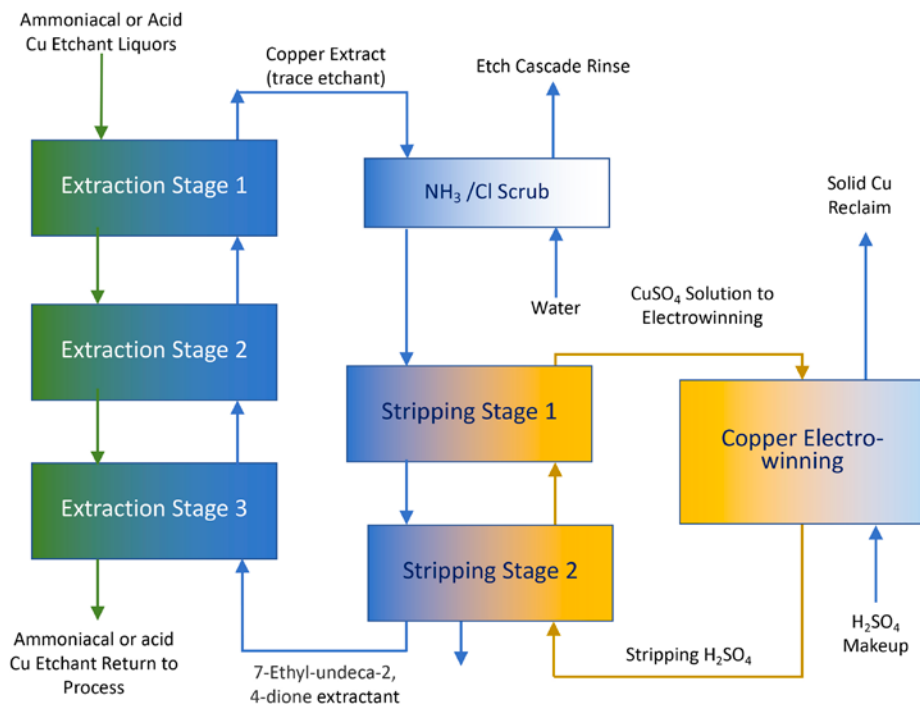 Ammoniacal or Acid
Cu Etchant Liquors
Copper Extract
(trace etchant)
Etch Cascade Rinse
Extraction Stage 1
NH₃ /Cl Scrub
Solid Cu
Reclaim
Water
CuSO₄ Solution to
Electrowinning
Extraction Stage 2
Stripping Stage 1
Copper Electro-
winning
Extraction Stage 3
Stripping Stage 2
Ammoniacal or acid
Cu Etchant Return to
Process
7-Ethyl-undeca-2,
4-dione extractant
Stripping H₂SO₄
H₂SO₄
Makeup